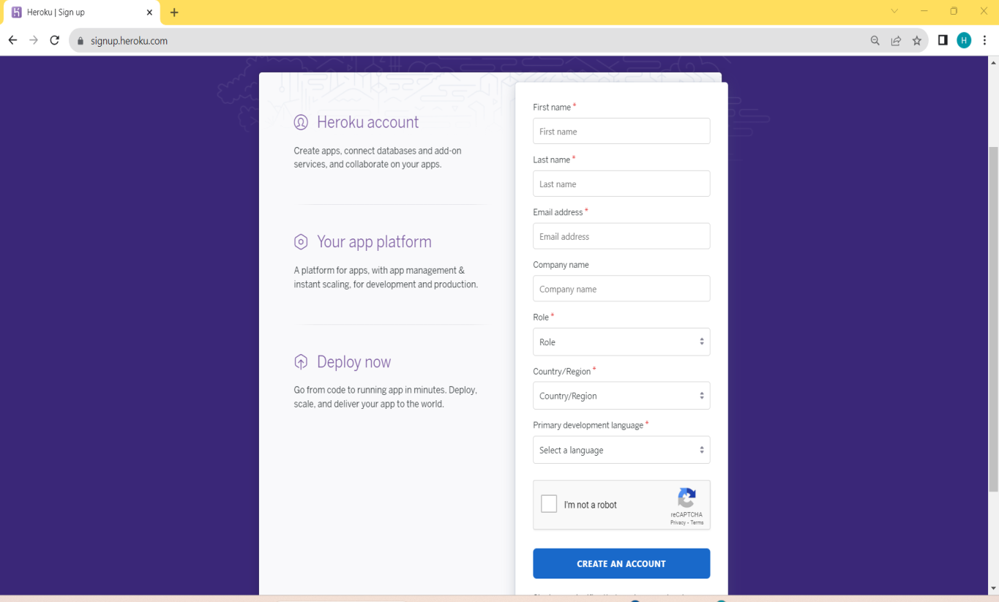 Heroku | Sign up
signup.heroku.com
H
Heroku account
Create apps, connect databases and add-on
services, and collaborate on your apps.
Your app platform
A platform for apps, with app management &
instant scaling, for development and production.
Deploy now
Go from code to running app in minutes. Deploy,
scale, and deliver your app to the world.
First name *
First name
Last name *
Last name
Email address *
Email address
Company name
Company name
Role *
Role
Country/Region *
Country/Region
Primary development language *
Select a language
I'm not a robot
reCAPTCHA
Privacy - Terms
CREATE AN ACCOUNT